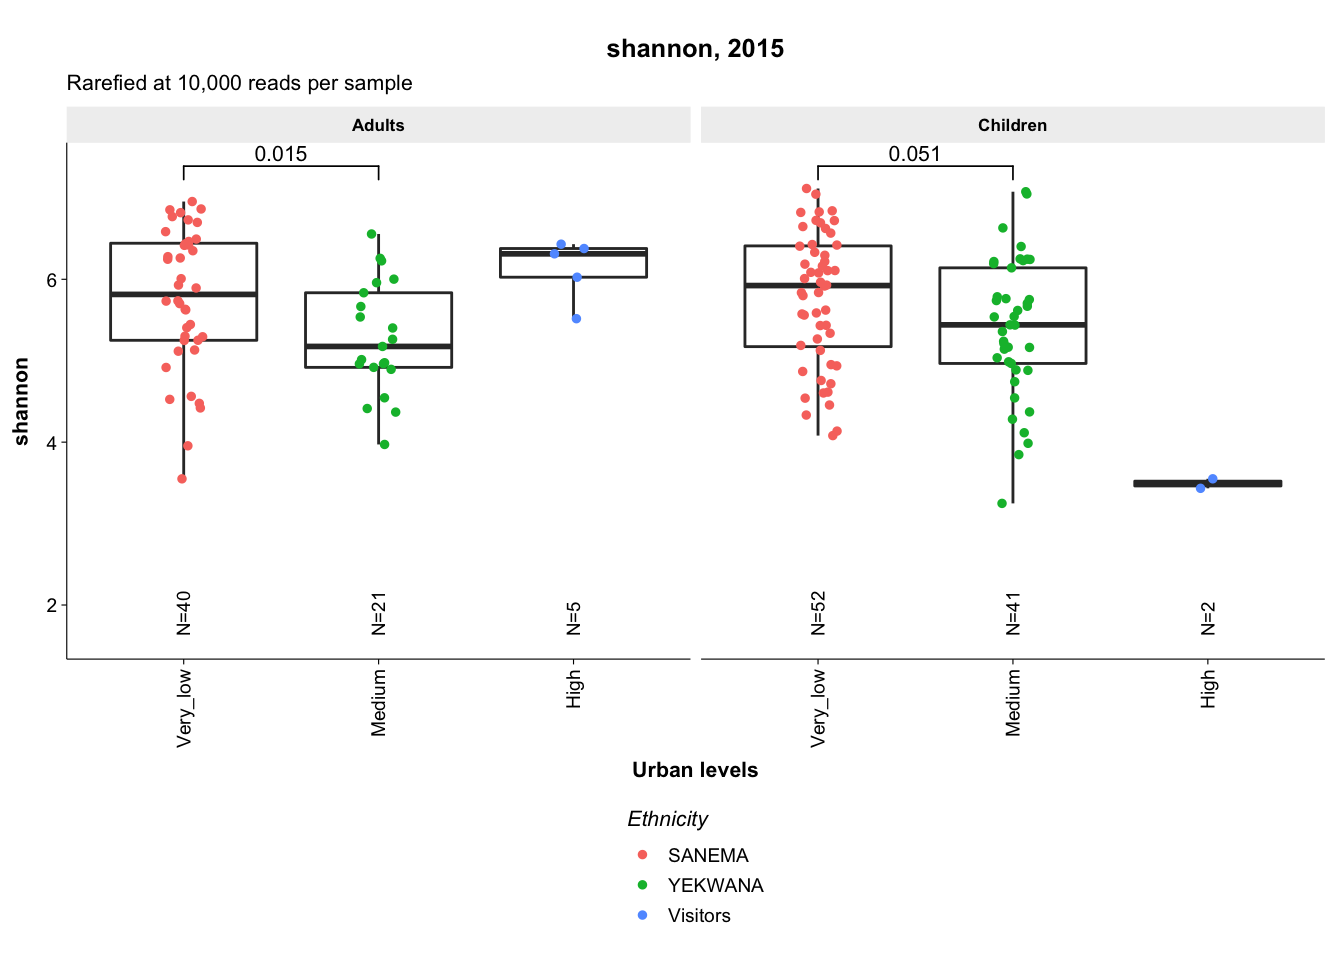 shannon, 2015
Rarefied at 10,000 reads per sample
Adults
Children
0.015
0.051
shannon
6
4
2
N=40
N=21
N=5
N=52
N=41
N=2
Very_low
Medium
High
Very_low
Medium
High
Urban levels
Ethnicity
SANEMA
YEKWANA
Visitors